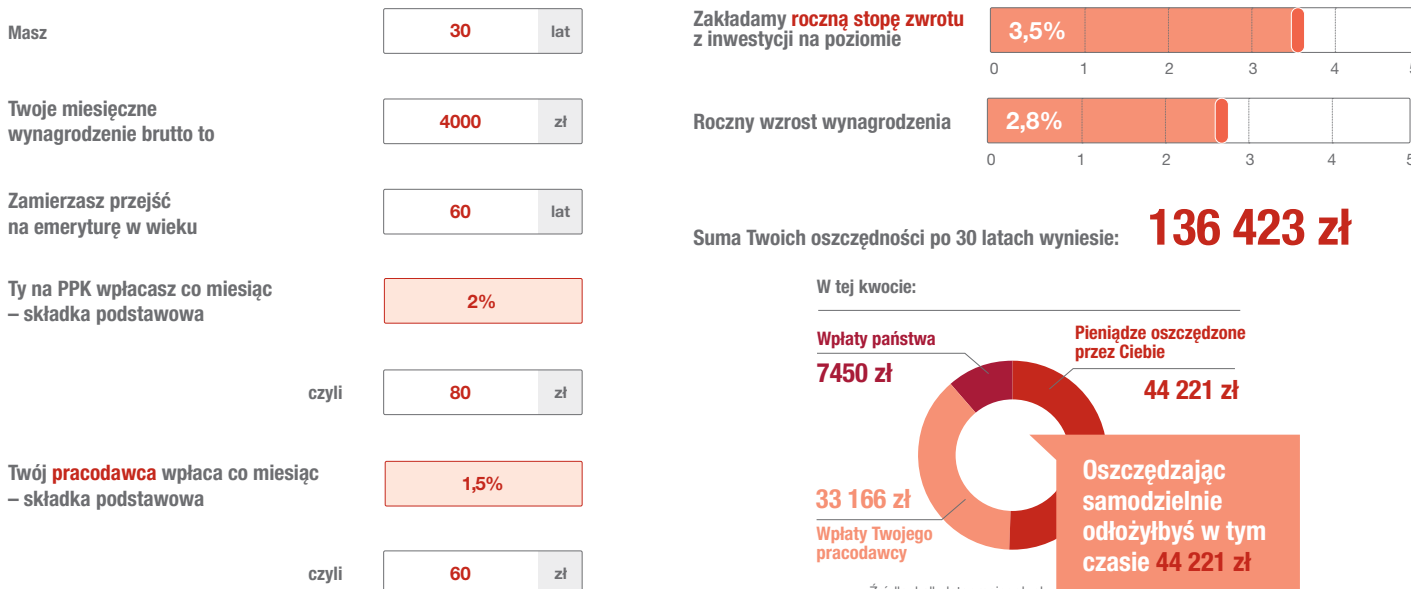 Masz
30 lat
Twoje miesięczne
wynagrodzenie brutto to
4000 zł
Zamierzasz przejść
na emeryturę w wieku
60 lat
Ty na PPK wpłacasz co miesiąc
– składka podstawowa
2%
czyli
80 zł
Twój pracodawca wpłaca co miesiąc
– składka podstawowa
1,5%
czyli
60 zł
Zakładamy roczną stopę zwrotu
z inwestycji na poziomie
3,5%
0 1 2 3 4 5
Roczny wzrost wynagrodzenia
2,8%
0 1 2 3 4 5
Suma Twoich oszczędności po 30 latach wyniesie: 136 423 zł
W tej kwocie:
Wpłaty państwa
7450 zł
Pieniądze oszczędzone
przez Ciebie
44 221 zł
33 166 zł
Wpłaty Twojego
pracodawcy
Oszczędzając
samodzielnie
odłożyłbyś w tym
czasie 44 221 zł